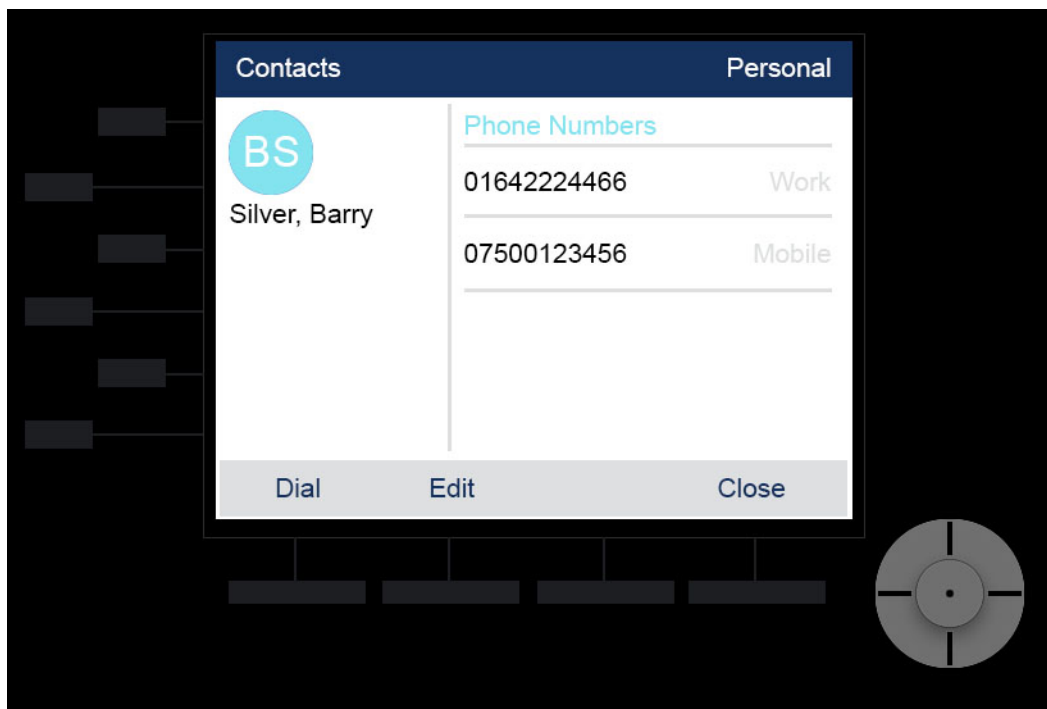 Contacts Personal
BS
Silver, Barry
Phone Numbers
01642224466 Work
07500123456 Mobile
Dial Edit Close